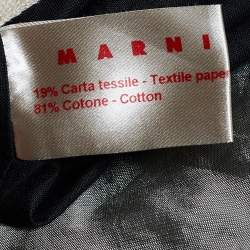 MARNI
19% Carta tessile - Textile paper
81% Cotone - Cotton